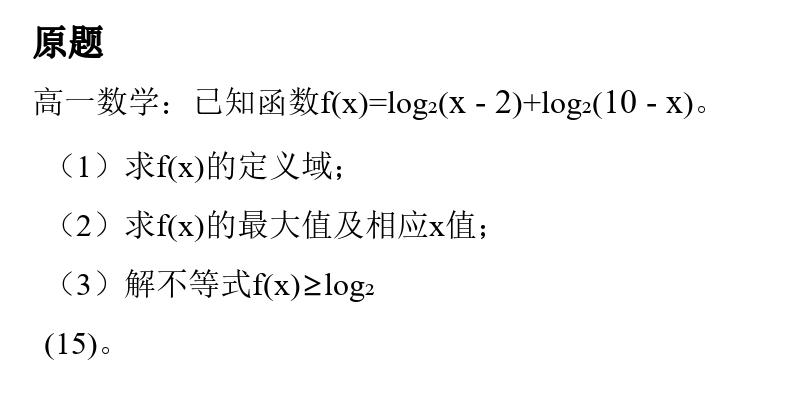 原题
高一数学：已知函数f(x)=log₂(x - 2)+log₂(10 - x)。
（1）求f(x)的定义域；
（2）求f(x)的最大值及相应x值；
（3）解不等式f(x)≥log₂
(15)。